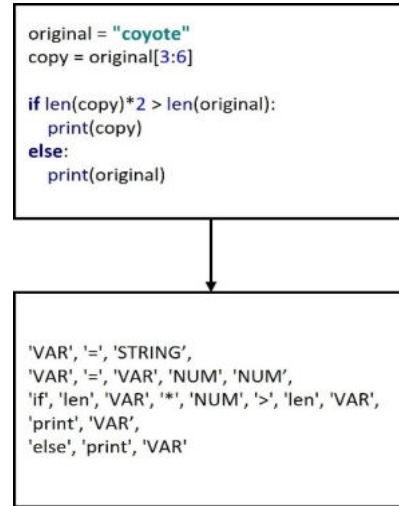 original = "coyote"
copy = original[3:6]
if len(copy)*2 > len(original):
print(copy)
else:
print(original)
'VAR', '=', 'STRING',
'VAR', '=', 'VAR', 'NUM', 'NUM',
'if', 'len', 'VAR', '*', 'NUM', '>', 'len', 'VAR',
'print', 'VAR',
'else', 'print', 'VAR'